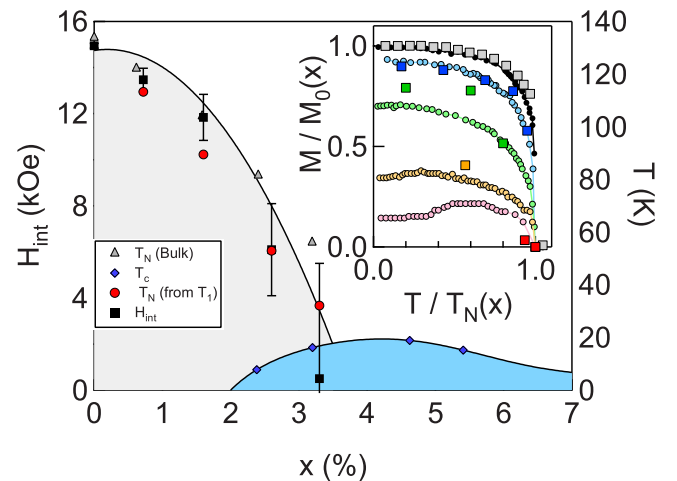 16
12
8
4
0
H_int (kOe)
140
120
100
80
60
40
20
0
T (K)
0
1
2
3
4
5
6
7
x (%)
T_N (Bulk)
T_c
T_N (from T_1)
H_int
1.0
0.5
0.0
M / M_0(x)
0.0
1.0
T / T_N(x)